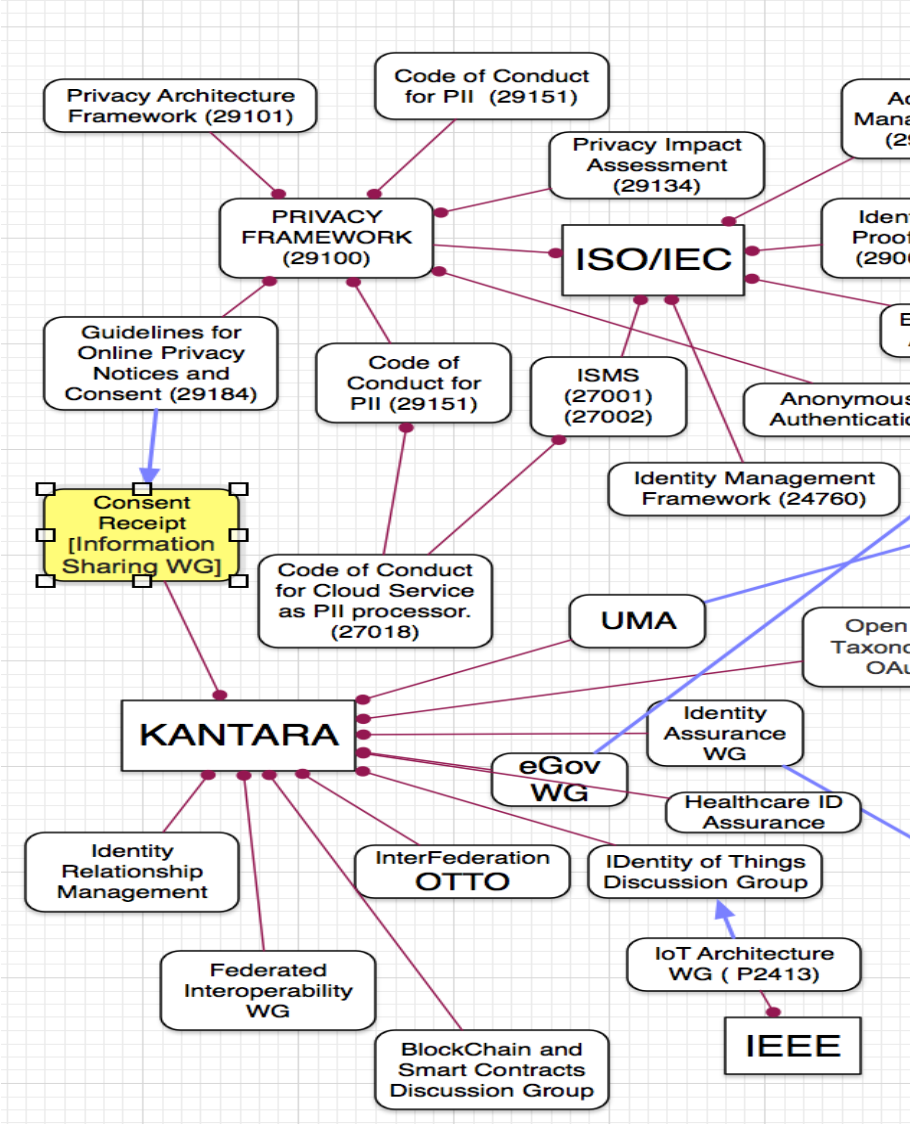 Privacy Architecture
Framework (29101)
Code of Conduct
for PII (29151)
Privacy Impact
Assessment
(29134)
PRIVACY
FRAMEWORK
(29100)
ISO/IEC
Guidelines for
Online Privacy
Notices and
Consent (29184)
Code of
Conduct for
PII (29151)
ISMS
(27001)
(27002)
Anonymous
Identity Management
Framework (24760)
Consent
Receipt
[Information
Sharing WG]
Code of Conduct
for Cloud Service
as PII processor.
(27018)
UMA
Open
KANTARA
Identity
Assurance
WG
eGov
WG
Healthcare ID
Assurance
Identity
Relationship
Management
InterFederation
OTTO
IDentity of Things
Discussion Group
Federated
Interoperability
WG
IoT Architecture
WG ( P2413)
IEEE
BlockChain and
Smart Contracts
Discussion Group